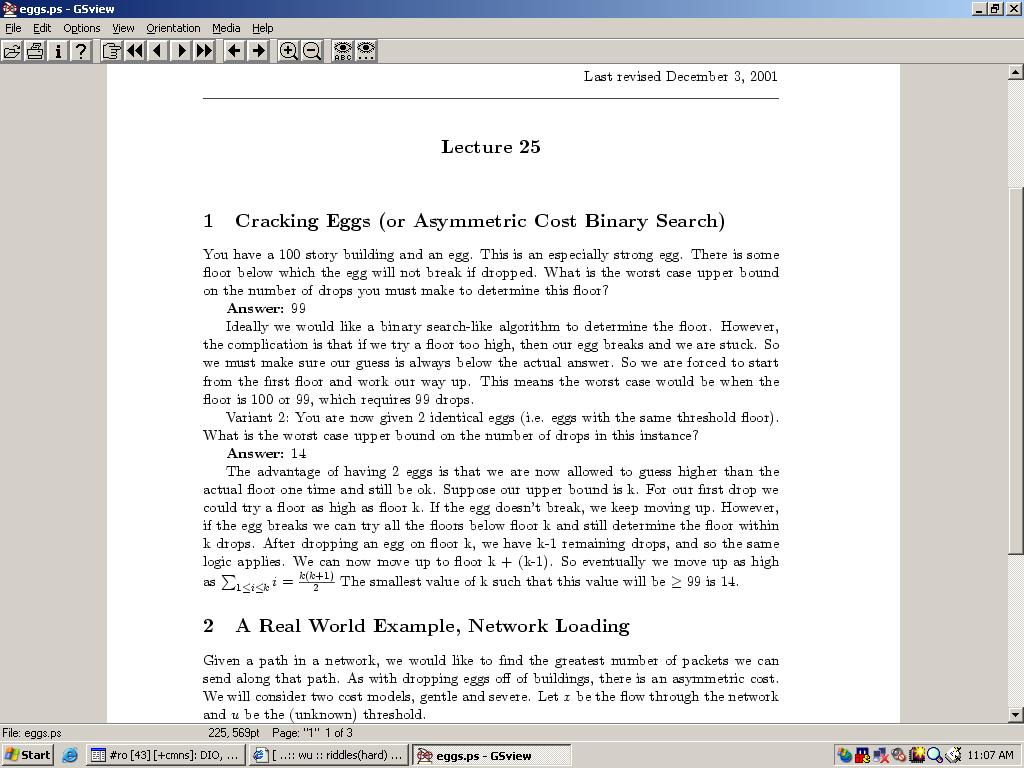 eggs.ps - GSview
File Edit Options View Orientation Media Help
Last revised December 3, 2001
Lecture 25
1 Cracking Eggs (or Asymmetric Cost Binary Search)
You have a 100 story building and an egg. This is an especially strong egg. There is some
floor below which the egg will not break if dropped. What is the worst case upper bound
on the number of drops you must make to determine this floor?
Answer: 99
Ideally we would like a binary search-like algorithm to determine the floor. However,
the complication is that if we try a floor too high, then our egg breaks and we are stuck. So
we must make sure our guess is always below the actual answer. So we are forced to start
from the first floor and work our way up. This means the worst case would be when the
floor is 100 or 99, which requires 99 drops.
Variant 2: You are now given 2 identical eggs (i.e. eggs with the same threshold floor).
What is the worst case upper bound on the number of drops in this instance?
Answer: 14
The advantage of having 2 eggs is that we are now allowed to guess higher than the
actual floor one time and still be ok. Suppose our upper bound is k. For our first drop we
could try a floor as high as floor k. If the egg doesn't break, we keep moving up. However,
if the egg breaks we can try all the floors below floor k and still determine the floor within
k drops. After dropping an egg on floor k, we have k-1 remaining drops, and so the same
logic applies. We can now move up to floor k + (k-1). So eventually we move up as high
as ∑1≤i≤k i = k(k+1)/2 The smallest value of k such that this value will be ≥ 99 is 14.
2 A Real World Example, Network Loading
Given a path in a network, we would like to find the greatest number of packets we can
send along that path. As with dropping eggs off of buildings, there is an asymmetric cost.
We will consider two cost models, gentle and severe. Let x be the flow through the network
and u be the (unknown) threshold.
File: eggs.ps 225, 569pt Page: "1" 1 of 3
Start #ro [43] [+cmns]: DIO, ... [ ..:: wu :: riddles(hard) ... eggs.ps - GSview 11:07 AM